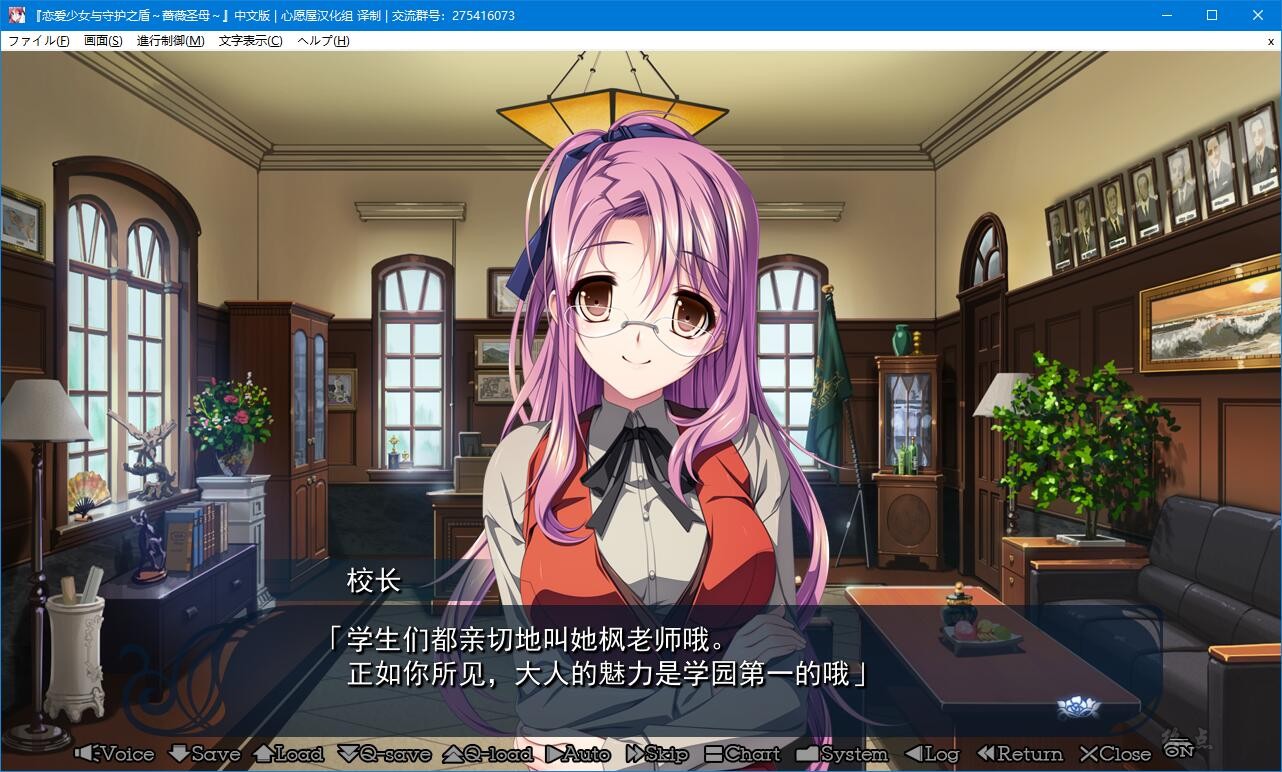 『恋爱少女与守护之盾～薔薇圣母～』中文版 | 心愿屋汉化组 译制 | 交流群号：275416073
ファイル(F) 画面(S) 進行制御(M) 文字表示(C) ヘルプ(H) x
校长
「学生们都亲切地叫她枫老师哦。
正如你所见，大人的魅力是学园第一的哦」
Voice Save Load Q-save Q-load Auto Skip Chart System Log Return Close ON